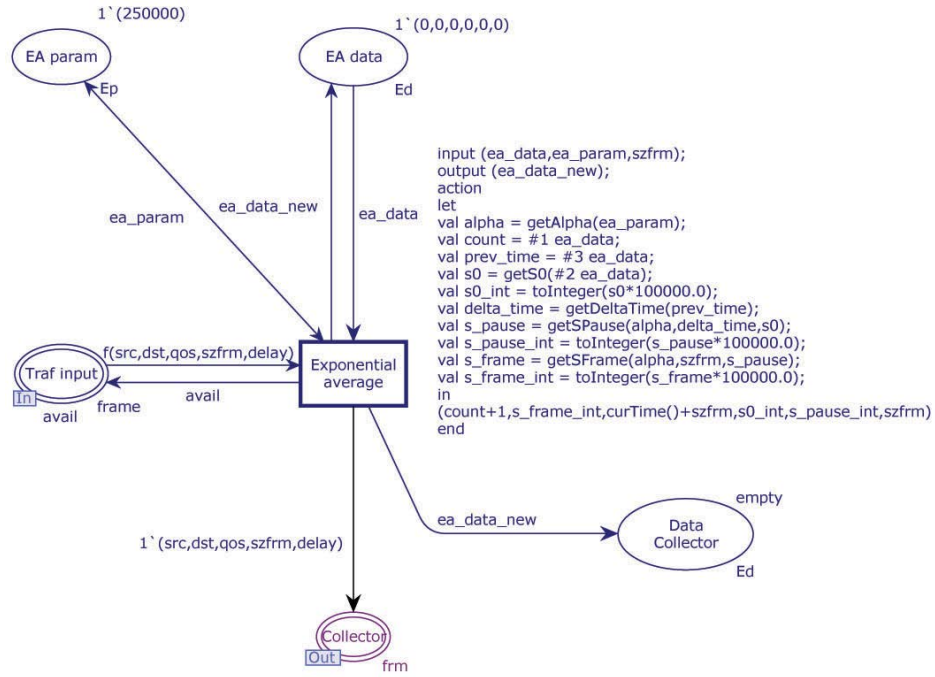 1`(250000)
1`(0,0,0,0,0,0)
EA param
EA data
Ep
Ed
input (ea_data,ea_param,szfrm);
output (ea_data_new);
action
let
val alpha = getAlpha(ea_param);
val count = #1 ea_data;
val prev_time = #3 ea_data;
val s0 = getS0(#2 ea_data);
val s0_int = toInteger(s0*100000.0);
val delta_time = getDeltaTime(prev_time);
val s_pause = getSPause(alpha,delta_time,s0);
val s_pause_int = toInteger(s_pause*100000.0);
val s_frame = getSFrame(alpha,szfrm,s_pause);
val s_frame_int = toInteger(s_frame*100000.0);
in
(count+1,s_frame_int,curTime()+szfrm,s0_int,s_pause_int,szfrm)
end
ea_param
ea_data_new
ea_data
f(src,dst,qos,szfrm,delay)
Traf input
In
avail
frame
avail
Exponential
average
1`(src,dst,qos,szfrm,delay)
ea_data_new
empty
Data
Collector
Ed
Collector
Out
frm